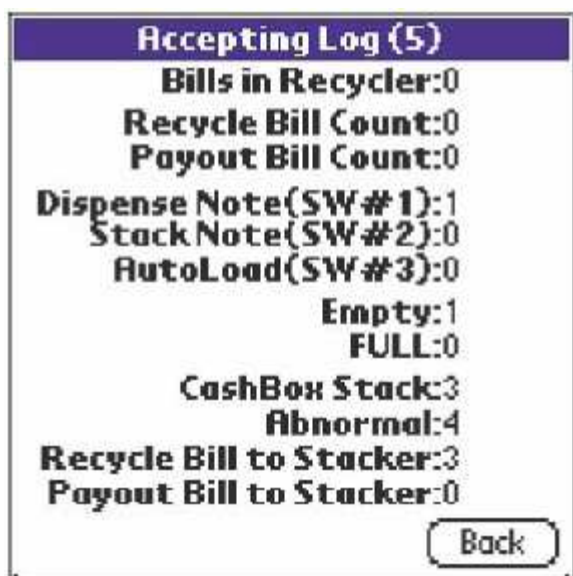 Accepting Log (5)
Bills in Recycler:0
Recycle Bill Count:0
Payout Bill Count:0
Dispense Note(SW#1):1
Stack Note(SW#2):0
AutoLoad(SW#3):0
Empty:1
FULL:0
CashBox Stack:3
Abnormal:4
Recycle Bill to Stacker:3
Payout Bill to Stacker:0
Back